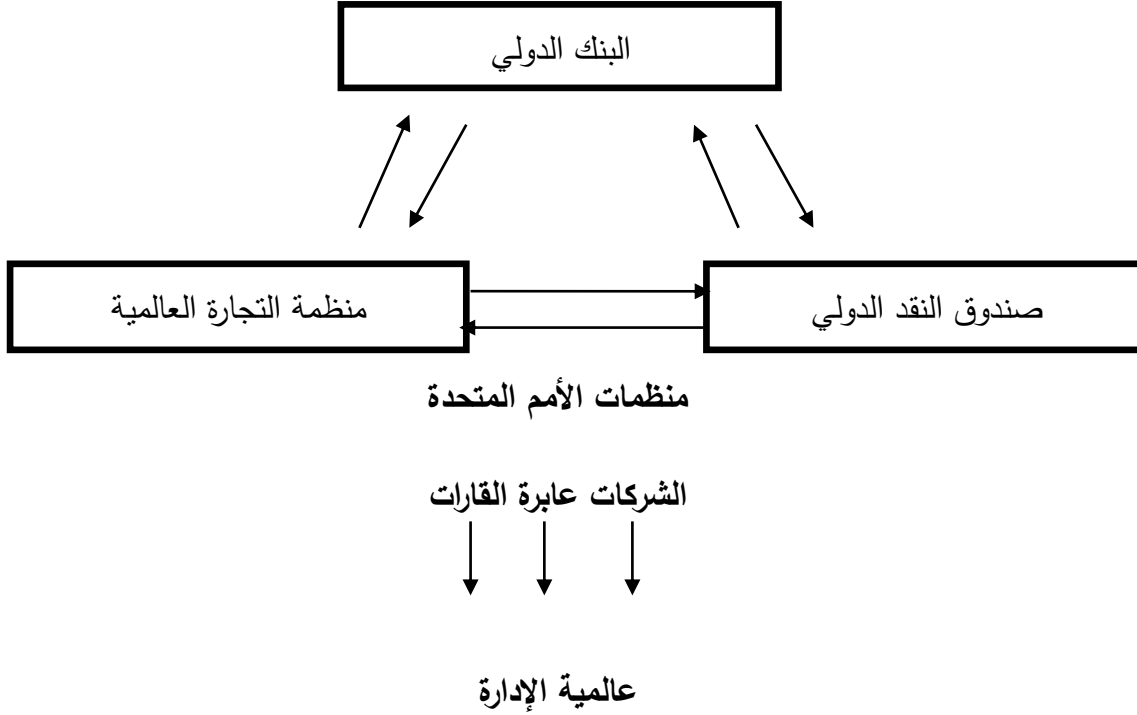 البنك الدولي
صندوق النقد الدولي
منظمة التجارة العالمية
منظمات الأمم المتحدة
الشركات عابرة القارات
عالمية الإدارة